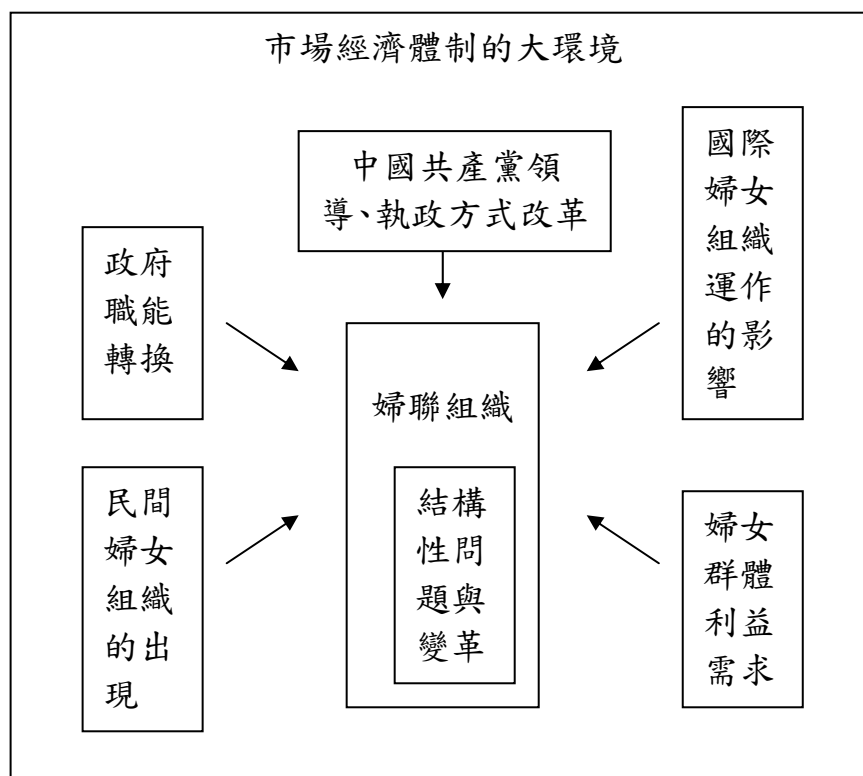 市場經濟體制的大環境
中國共產黨領
導、執政方式改革
國際
婦女
組織
運作
的影
響
政府
職能
轉換
婦聯組織
結構
性問
題與
變革
民間
婦女
組織
的出
現
婦女
群體
利益
需求